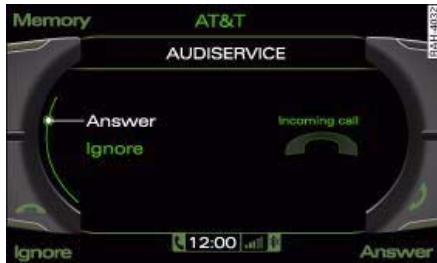 Memory
AT&T
RAH-4032
AUDISERVICE
Answer
Incoming call
Ignore
12:00
Ignore
Answer